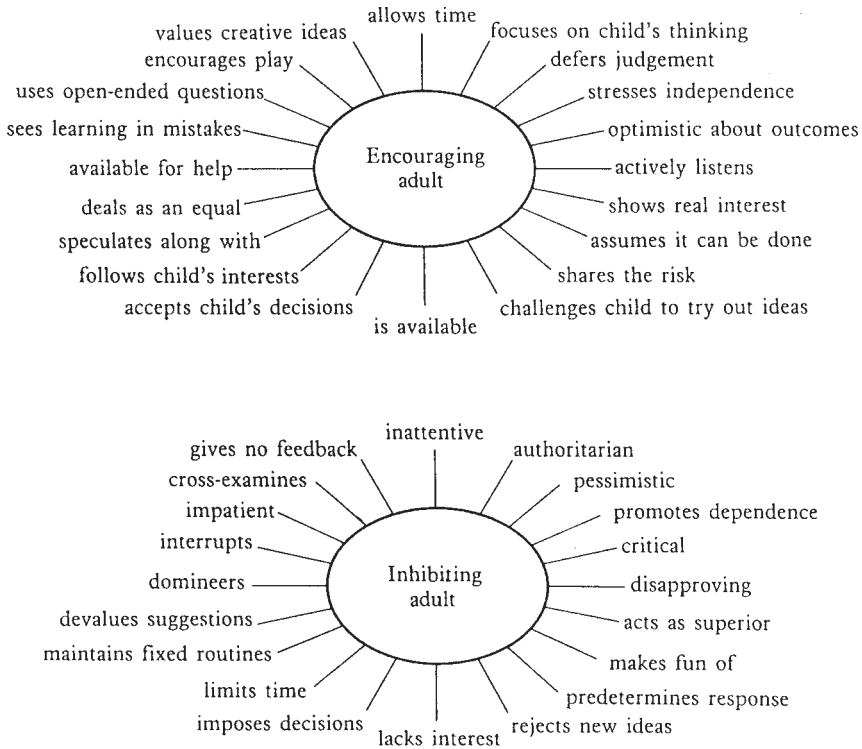 allows time
values creative ideas
focuses on child's thinking
encourages play
defers judgement
uses open-ended questions
stresses independence
sees learning in mistakes
optimistic about outcomes
available for help
Encouraging
adult
actively listens
deals as an equal
shows real interest
speculates along with
assumes it can be done
follows child's interests
shares the risk
accepts child's decisions
challenges child to try out ideas
is available
inattentive
gives no feedback
authoritarian
cross-examines
pessimistic
impatient
promotes dependence
interrupts
critical
domineers
Inhibiting
adult
disapproving
devalues suggestions
acts as superior
maintains fixed routines
makes fun of
limits time
predetermines response
imposes decisions
rejects new ideas
lacks interest